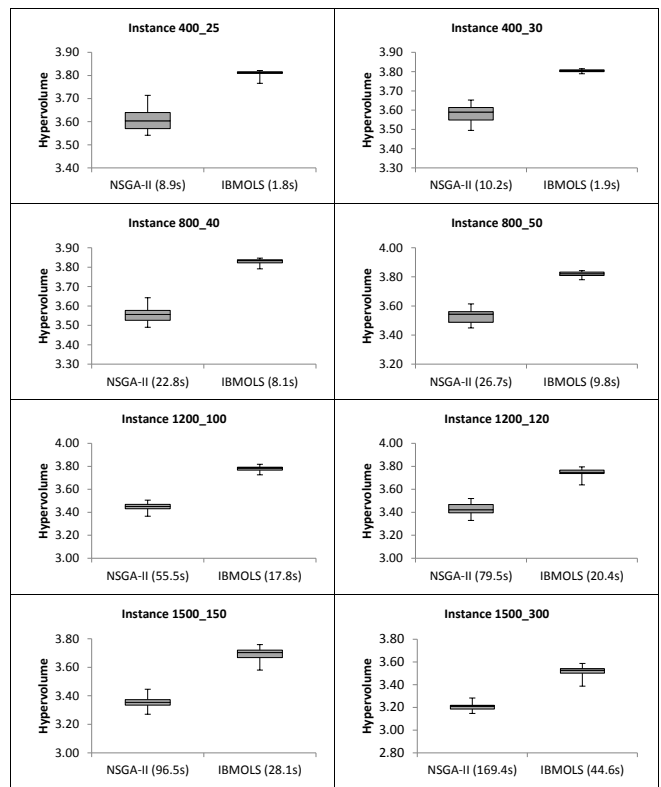 Instance 400_25
Hypervolume
3.90
3.80
3.70
3.60
3.50
3.40
NSGA-II (8.9s) IBMOLS (1.8s)
Instance 400_30
Hypervolume
3.90
3.80
3.70
3.60
3.50
3.40
3.30
NSGA-II (10.2s) IBMOLS (1.9s)
Instance 800_40
Hypervolume
3.90
3.80
3.70
3.60
3.50
3.40
3.30
NSGA-II (22.8s) IBMOLS (8.1s)
Instance 800_50
Hypervolume
4.00
3.80
3.60
3.40
3.20
NSGA-II (26.7s) IBMOLS (9.8s)
Instance 1200_100
Hypervolume
4.00
3.80
3.60
3.40
3.20
3.00
NSGA-II (55.5s) IBMOLS (17.8s)
Instance 1200_120
Hypervolume
4.00
3.80
3.60
3.40
3.20
3.00
NSGA-II (79.5s) IBMOLS (20.4s)
Instance 1500_150
Hypervolume
3.80
3.60
3.40
3.20
3.00
NSGA-II (96.5s) IBMOLS (28.1s)
Instance 1500_300
Hypervolume
3.80
3.60
3.40
3.20
3.00
2.80
NSGA-II (169.4s) IBMOLS (44.6s)